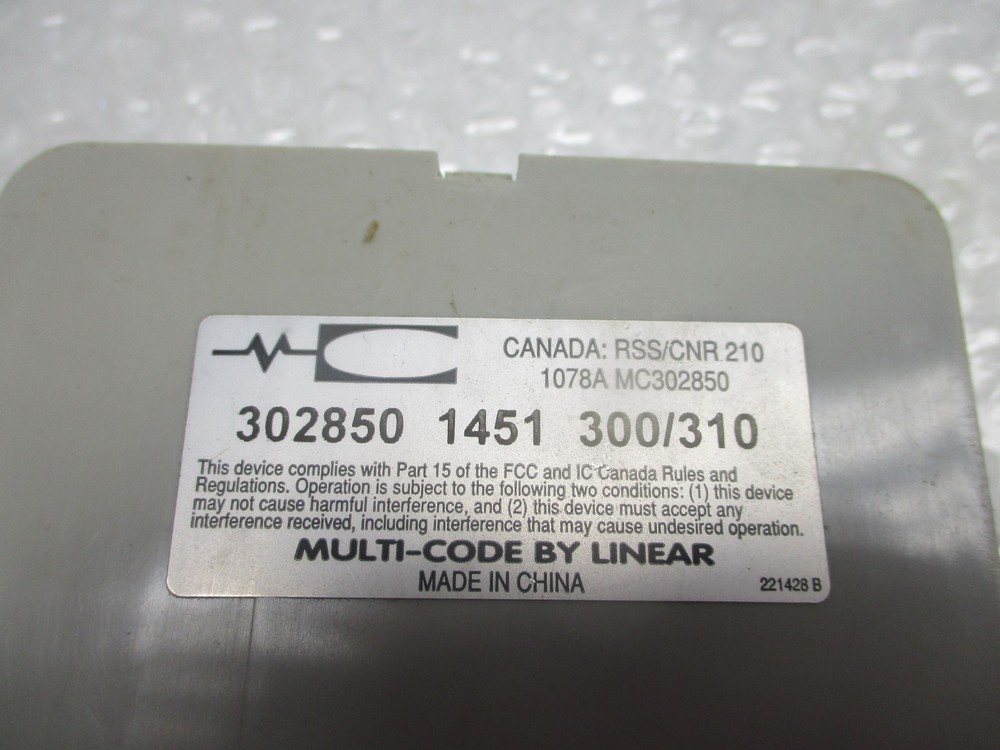 CANADA: RSS/CNR 210
1078A MC302850
302850 1451 300/310
This device complies with Part 15 of the FCC and IC Canada Rules and
Regulations. Operation is subject to the following two conditions: (1) this device
may not cause harmful interference, and (2) this device must accept any
interference received, including interference that may cause undesired operation.
MULTI-CODE BY LINEAR
MADE IN CHINA
221428 B